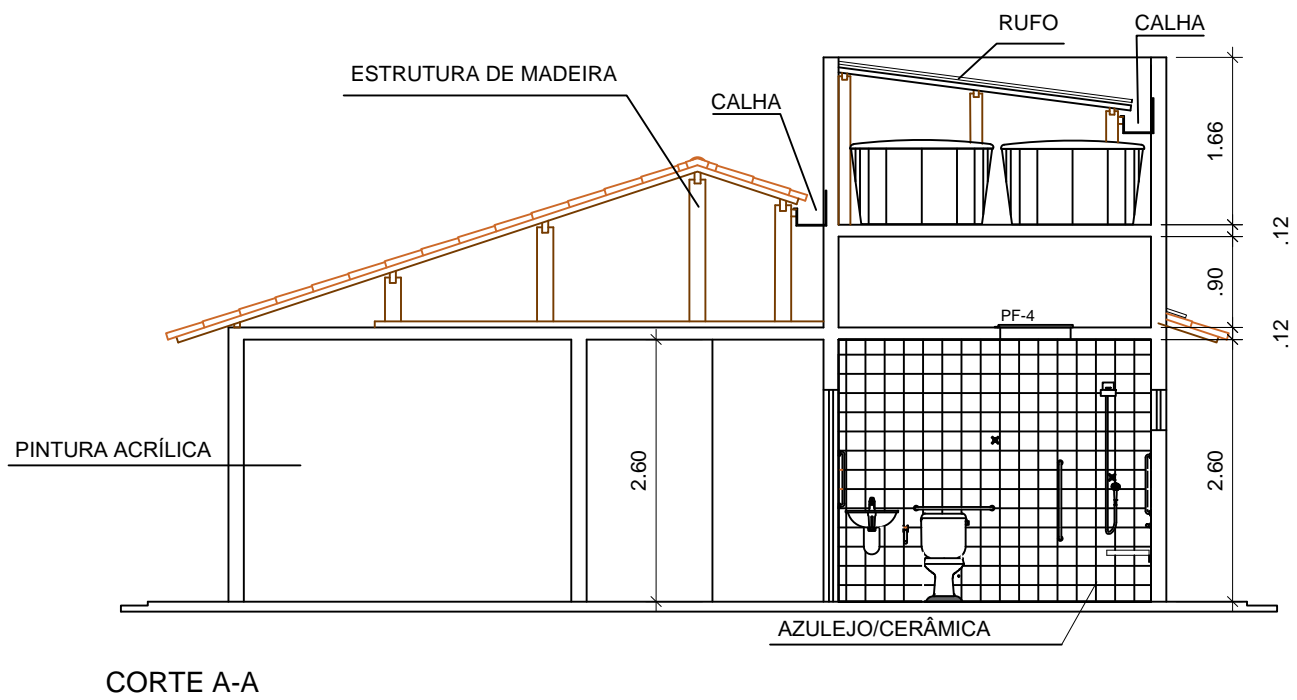 RUFO
CALHA
ESTRUTURA DE MADEIRA
CALHA
1.66
.12
.90
PF-4
.12
PINTURA ACRÍLICA
2.60
2.60
AZULEJO/CERÂMICA
CORTE A-A